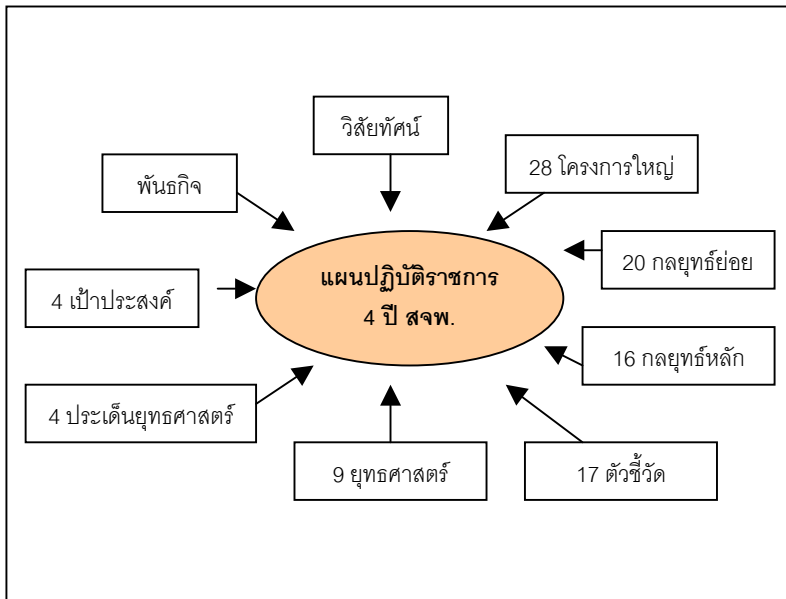 วิสัยทัศน์
28 โครงการใหญ่
พันธกิจ
20 กลยุทธ์ย่อย
แผนปฏิบัติราชการ
4 ปี สจพ.
4 เป้าประสงค์
16 กลยุทธ์หลัก
4 ประเด็นยุทธศาสตร์
9 ยุทธศาสตร์
17 ตัวชี้วัด